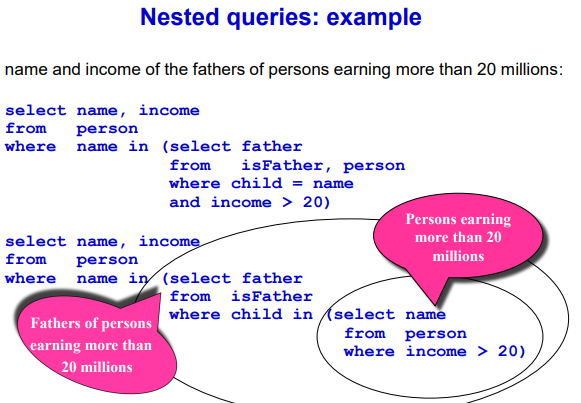 Nested queries: example
name and income of the fathers of persons earning more than 20 millions:
select name, income
from person
where name in (select father
from isFather, person
where child = name
and income > 20)
select name, income
from person
where name in (select father
from isFather
where child in (select name
from person
where income > 20)
Persons earning
more than 20
millions
Fathers of persons
earning more than
20 millions